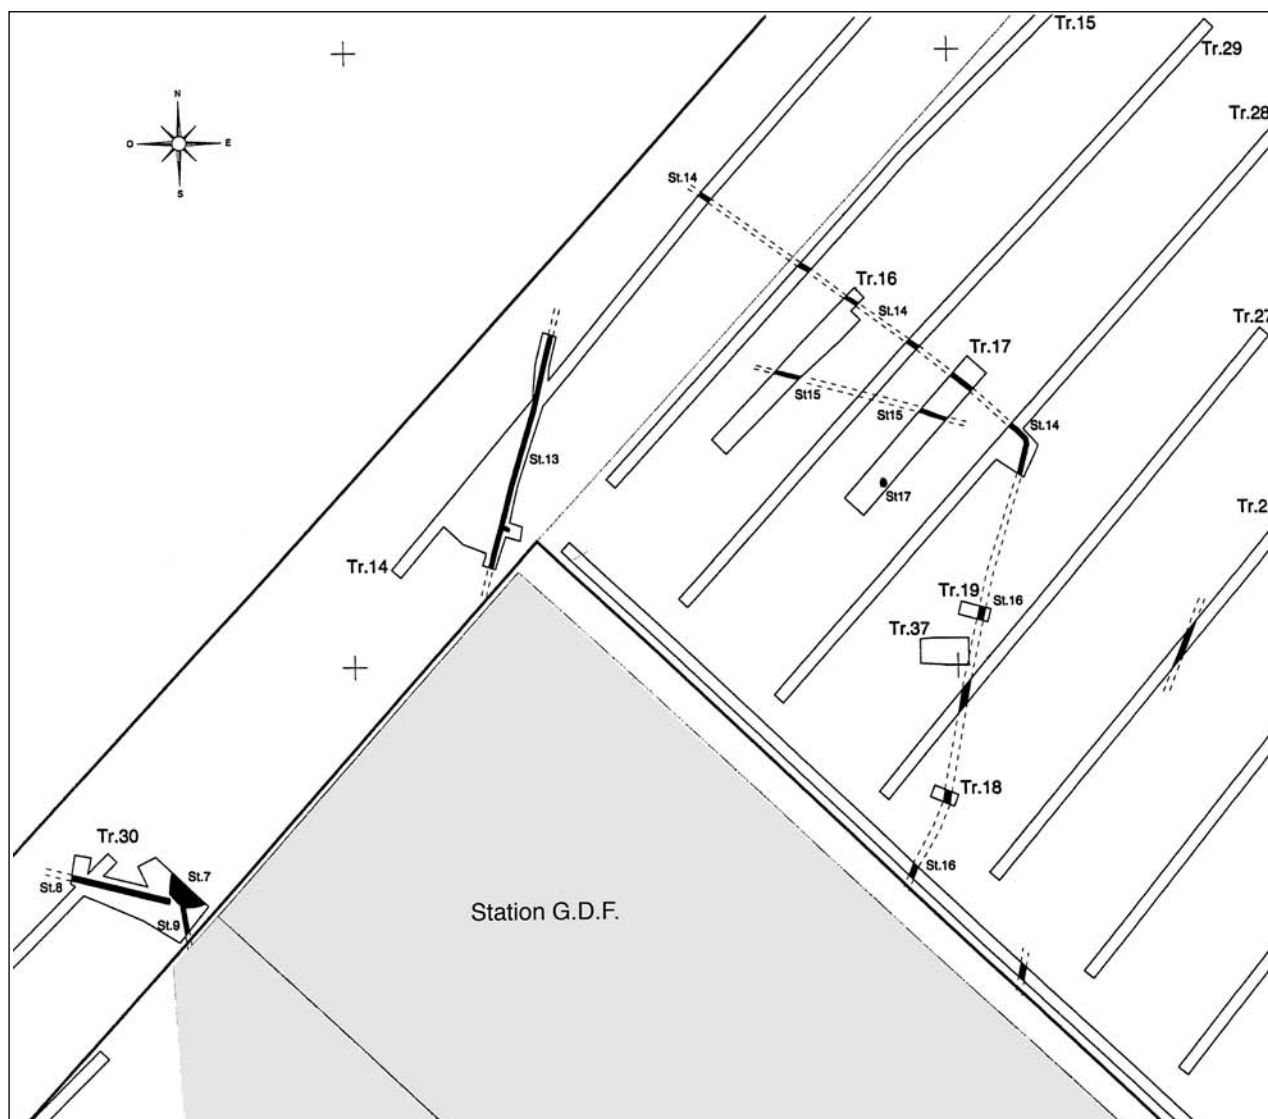 Tr.15
Tr.29
N
Tr.28
O
E
St.14
S
Tr.16
St.14
Tr.27
Tr.17
St15
St15
St.14
St.13
St17
Tr.2
Tr.14
Tr.19
St.16
Tr.37
Tr.18
Tr.30
St.7
St.8
St.16
St.9
Station G.D.F.